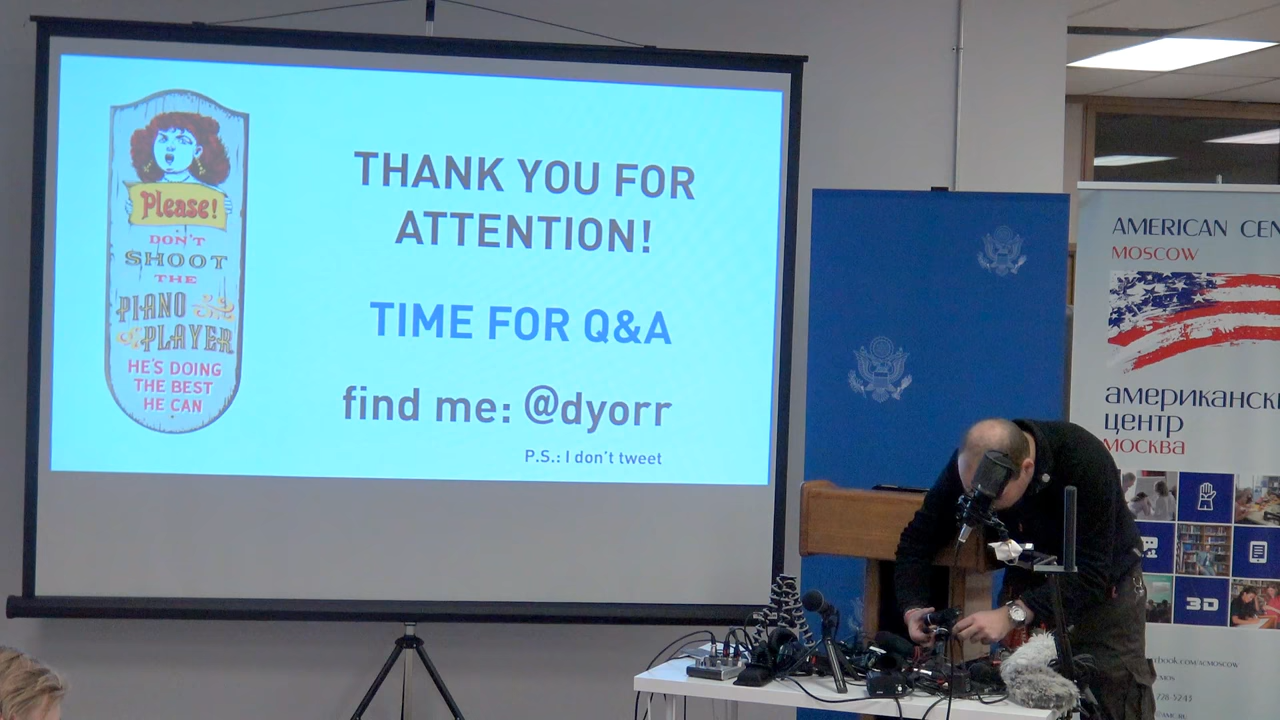 Please!
DON'T
SHOOT
THE
PIANO
PLAYER
HE'S DOING
THE BEST
HE CAN
THANK YOU FOR
ATTENTION!
TIME FOR Q&A
find me: @dyorr
P.S.: I don't tweet
AMERICAN CEN
MOSCOW
американски
центр
москва
3D